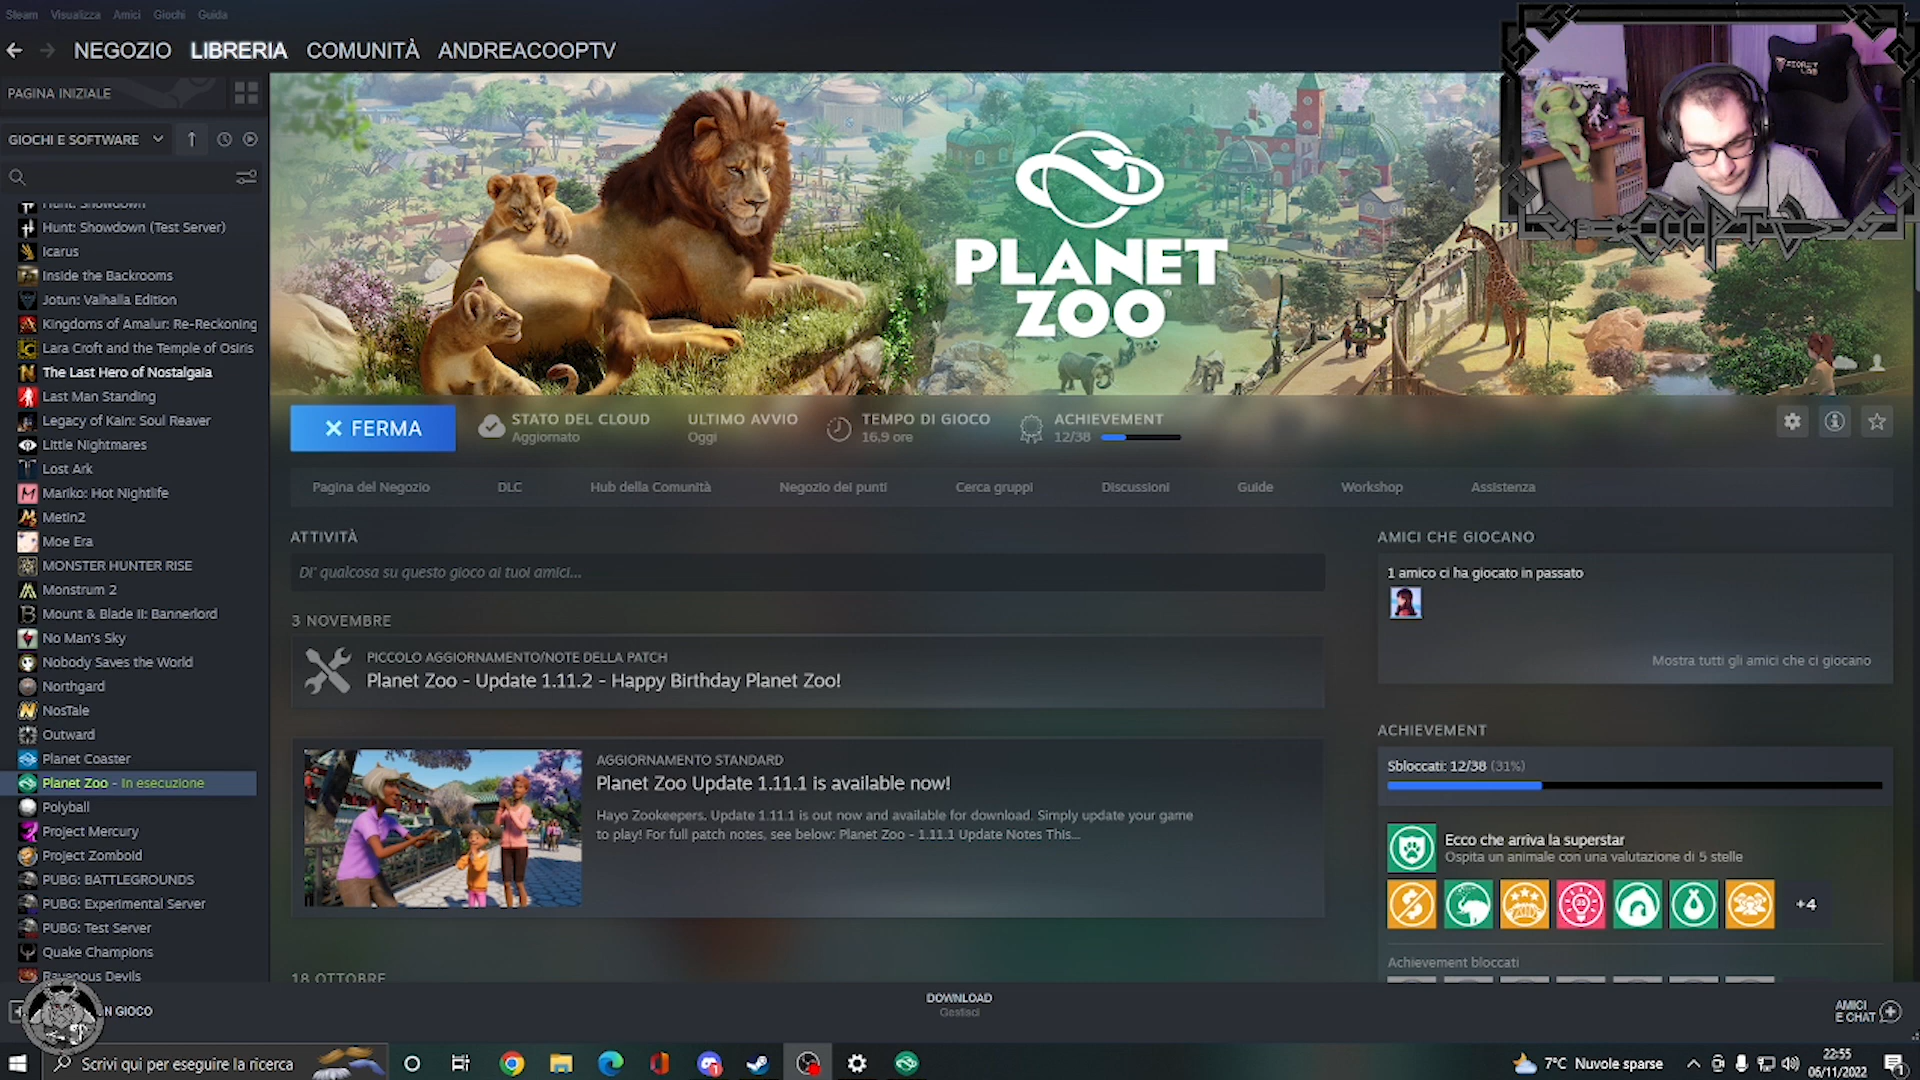 Steam Visualizza Amici Giochi Guida
NEGOZIO LIBRERIA COMUNITÀ ANDREACOOPTV
PAGINA INIZIALE
GIOCHI E SOFTWARE
Hunt: Showdown
Hunt: Showdown (Test Server)
Icarus
Inside the Backrooms
Jotun: Valhalla Edition
Kingdoms of Amalur: Re-Reckoning
Lara Croft and the Temple of Osiris
The Last Hero of Nostalgaia
Last Man Standing
Legacy of Kain: Soul Reaver
Little Nightmares
Lost Ark
Mariko: Hot Nightlife
Metin2
Moe Era
MONSTER HUNTER RISE
Monstrum 2
Mount & Blade II: Bannerlord
No Man's Sky
Nobody Saves the World
Northgard
NosTale
Outward
Planet Coaster
Planet Zoo - In esecuzione
Polyball
Project Mercury
Project Zomboid
PUBG: BATTLEGROUNDS
PUBG: Experimental Server
PUBG: Test Server
Quake Champions
Ravenous Devils
N GIOCO
PLANET
ZOO
COOPTV
FERMA
STATO DEL CLOUD
Aggiornato
ULTIMO AVVIO
Oggi
TEMPO DI GIOCO
16,9 ore
ACHIEVEMENT
12/38
Pagina del Negozio DLC Hub della Comunità Negozio dei punti Cerca gruppi Discussioni Guide Workshop Assistenza
ATTIVITÀ
Di' qualcosa su questo gioco ai tuoi amici...
3 NOVEMBRE
PICCOLO AGGIORNAMENTO/NOTE DELLA PATCH
Planet Zoo - Update 1.11.2 - Happy Birthday Planet Zoo!
AGGIORNAMENTO STANDARD
Planet Zoo Update 1.11.1 is available now!
Hayo Zookeepers. Update 1.11.1 is out now and available for download. Simply update your game
to play! For full patch notes, see below: Planet Zoo - 1.11.1 Update Notes This...
18 OTTOBRE
AMICI CHE GIOCANO
1 amico ci ha giocato in passato
Mostra tutti gli amici che ci giocano
ACHIEVEMENT
Sbloccati: 12/38 (31%)
Ecco che arriva la superstar
Ospita un animale con una valutazione di 5 stelle
+4
Achievement bloccati
DOWNLOAD
Gestisci
AMICI
E CHAT
Scrivi qui per eseguire la ricerca
7°C Nuvole sparse
22:55
06/11/2022